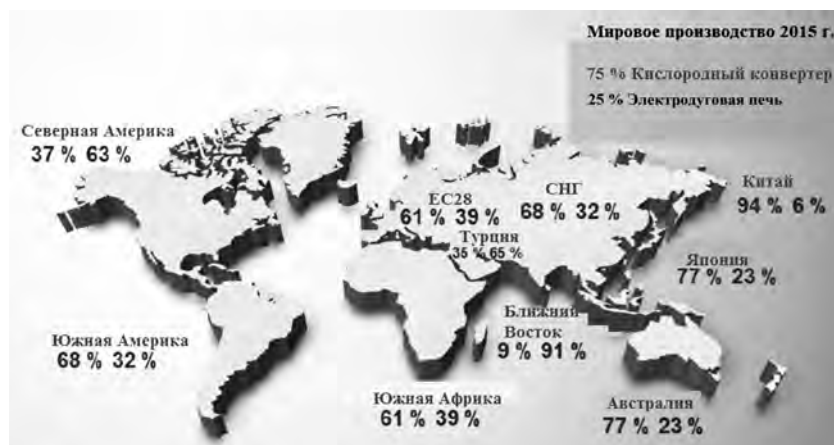 Мировое производство 2015 г.
75 % Кислородный конвертер
25 % Электродуговая печь
Северная Америка
37 % 63 %
ЕС28
61 % 39 %
СНГ
68 % 32 %
Китай
94 % 6 %
Турция
35 % 65 %
Япония
77 % 23 %
Ближний
Восток
9 % 91 %
Южная Америка
68 % 32 %
Южная Африка
61 % 39 %
Австралия
77 % 23 %